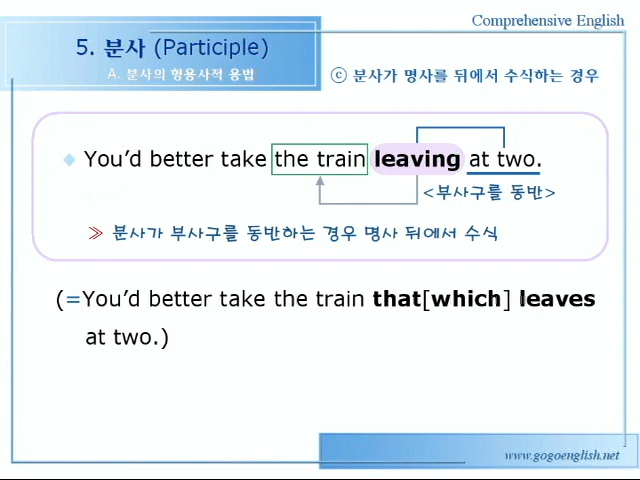 Comprehensive English
5. 분사 (Participle)
A. 분사의 형용사적 용법
ⓒ 분사가 명사를 뒤에서 수식하는 경우
◆ You'd better take the train leaving at two.
<부사구를 동반>
≫ 분사가 부사구를 동반하는 경우 명사 뒤에서 수식
(=You'd better take the train that[which] leaves
at two.)
www.gogoenglish.net